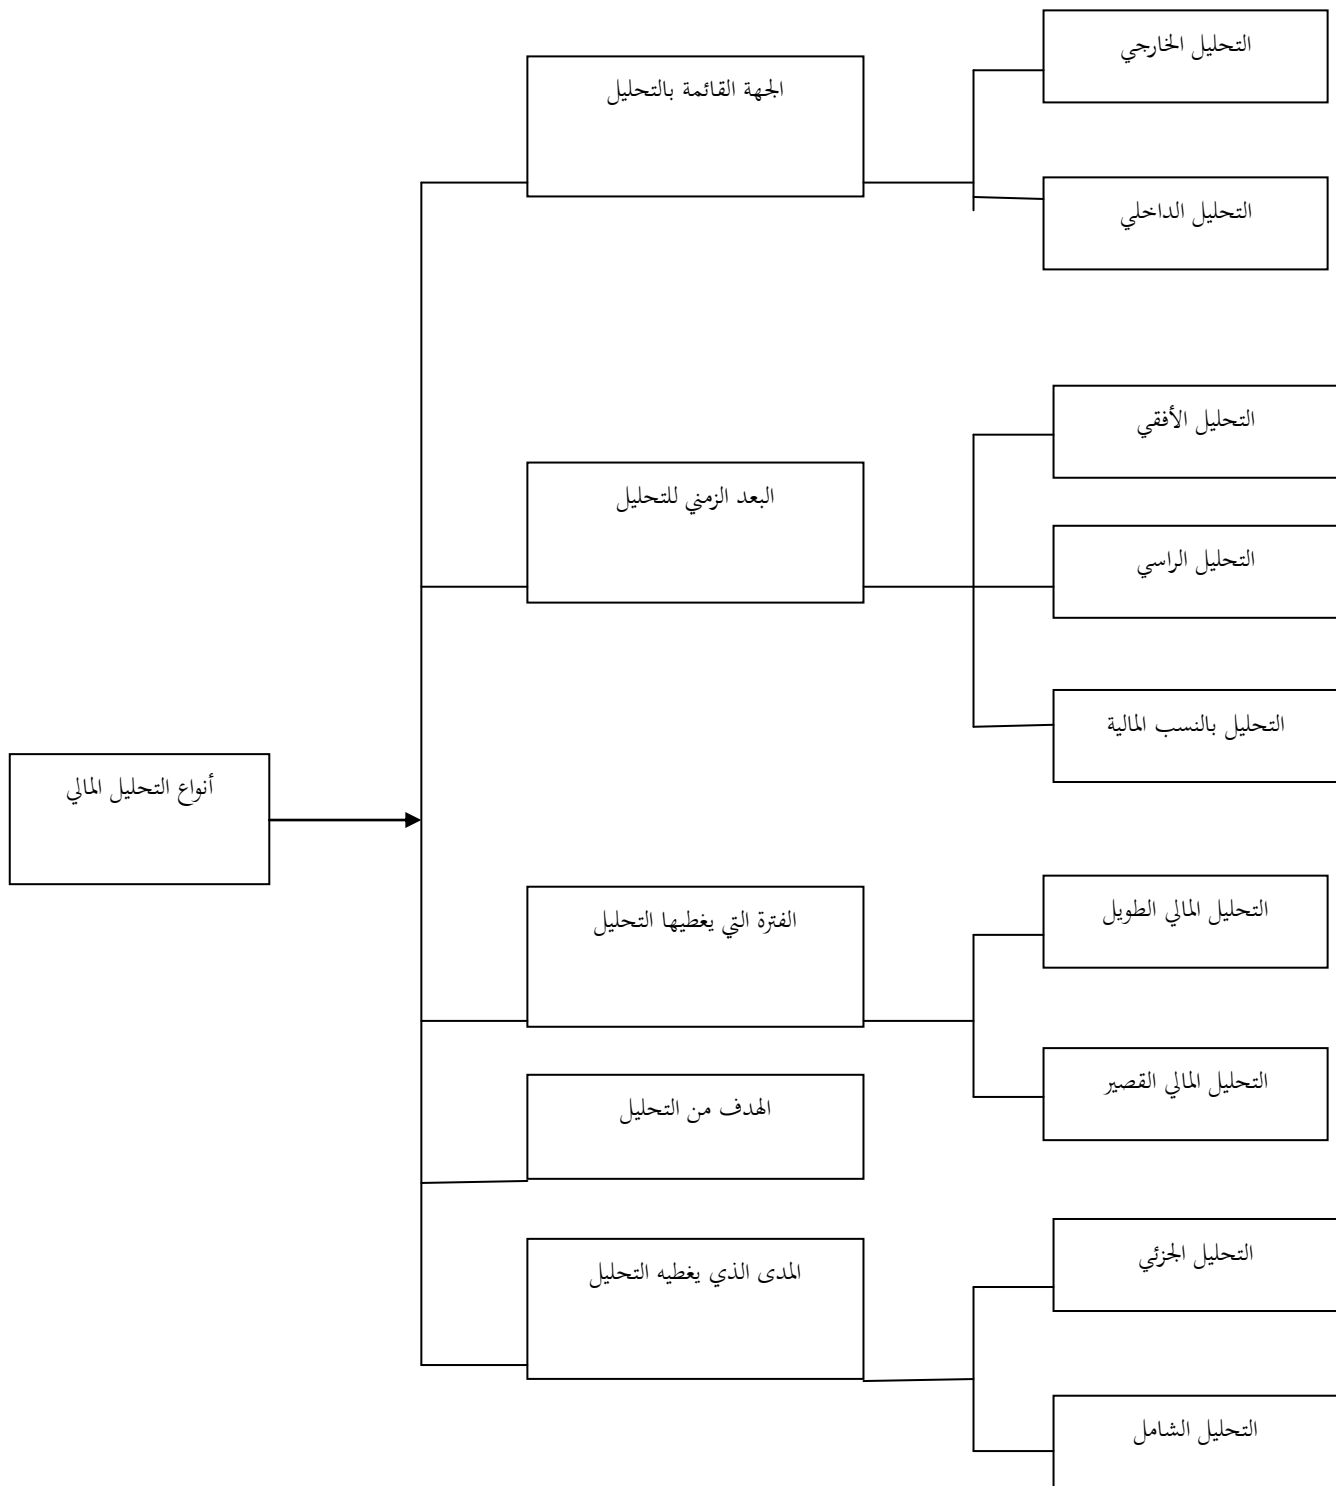 التحليل الخارجي
الجهة القائمة بالتحليل
التحليل الداخلي
التحليل الأفقي
البعد الزمني للتحليل
التحليل الراسي
التحليل بالنسب المالية
أنواع التحليل المالي
التحليل المالي الطويل
الفترة التي يغطيها التحليل
التحليل المالي القصير
الهدف من التحليل
التحليل الجزئي
المدى الذي يغطيه التحليل
التحليل الشامل